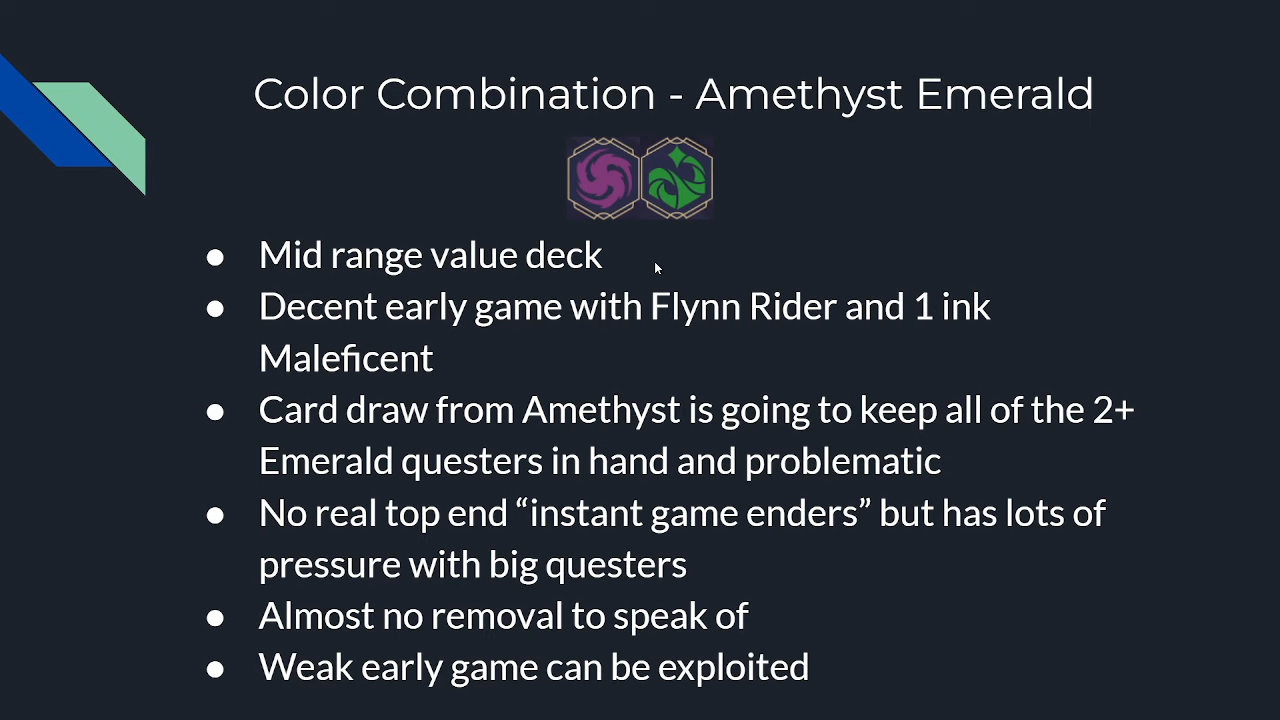 Color Combination - Amethyst Emerald
● Mid range value deck
● Decent early game with Flynn Rider and 1 ink
Maleficent
● Card draw from Amethyst is going to keep all of the 2+
Emerald questers in hand and problematic
● No real top end “instant game enders” but has lots of
pressure with big questers
● Almost no removal to speak of
● Weak early game can be exploited